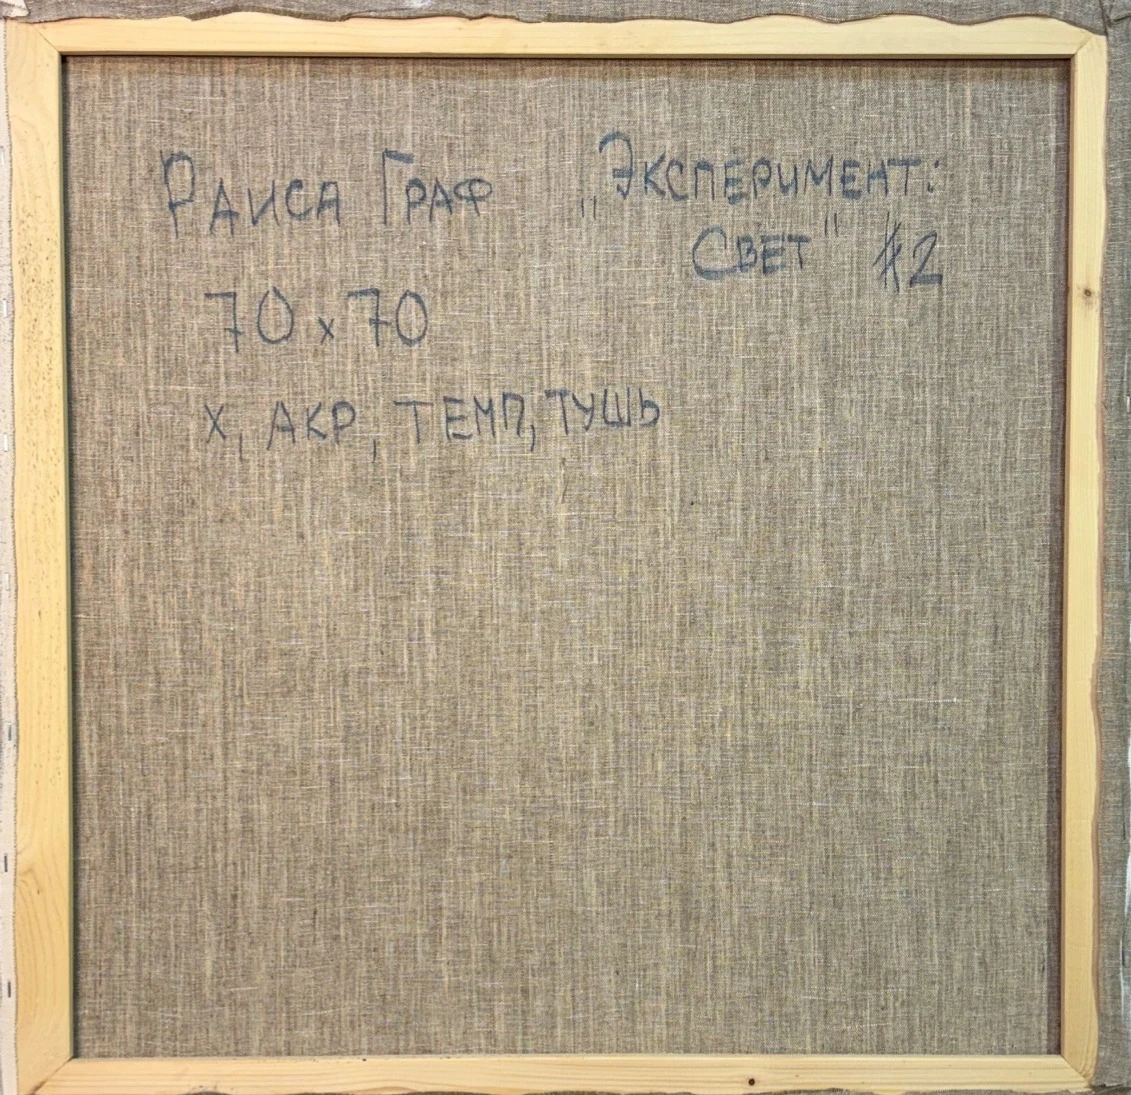 Раиса Граф
„Эксперимент:
Свет" #2
70 x 70
х, АКР, ТЕМП, ТУШЬ